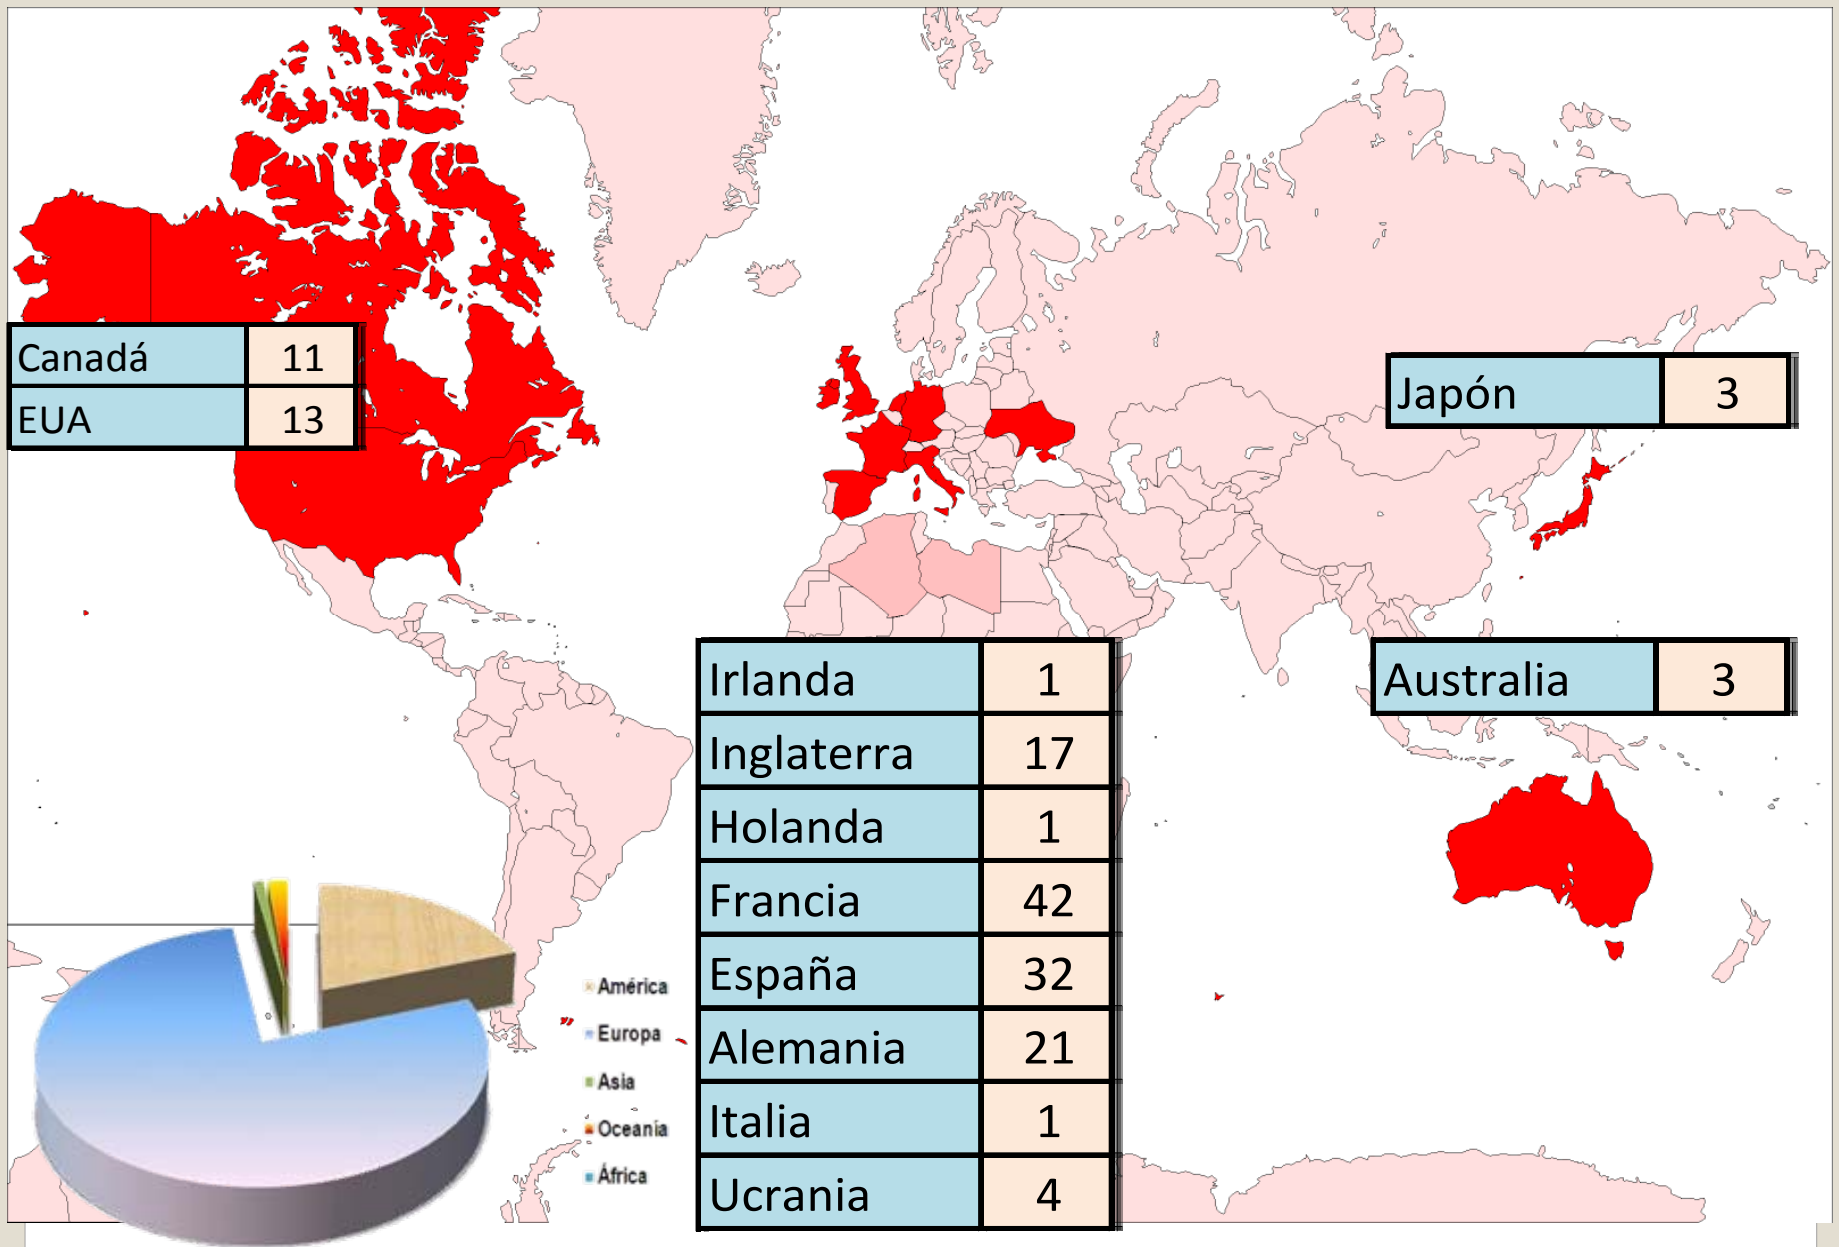 Canadá 11
EUA 13
Japón 3
Australia 3
Irlanda 1
Inglaterra 17
Holanda 1
Francia 42
España 32
Alemania 21
Italia 1
Ucrania 4
América
Europa
Asia
Oceanía
África